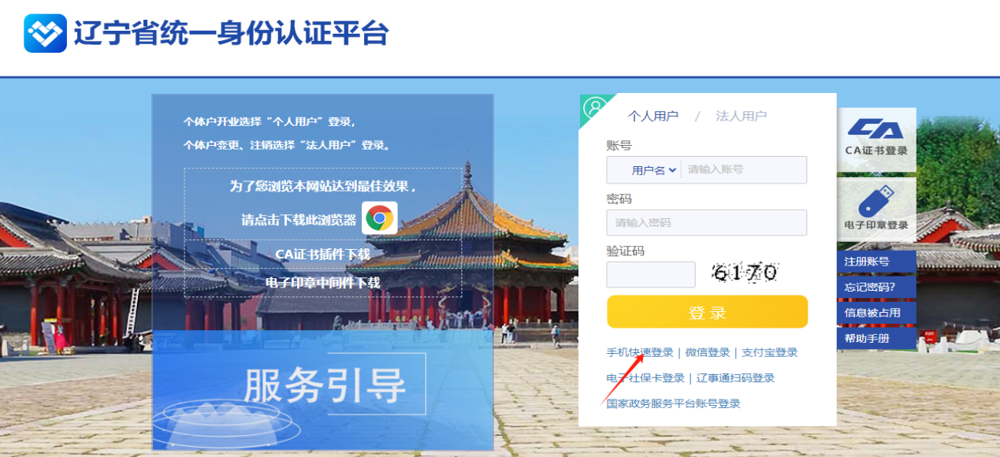 辽宁省统一身份认证平台
个体户开业选择“个人用户”登录，
个体户变更、注销选择“法人用户”登录。
为了您浏览本网站达到最佳效果，
请点击下载此浏览器
CA证书插件下载
电子印章中间件下载
服务引导
个人用户 / 法人用户
账号
用户名 请输入账号
密码
请输入密码
验证码
6170
登录
手机快速登录 | 微信登录 | 支付宝登录
电子社保卡登录 | 辽事通扫码登录
国家政务服务平台账号登录
CA证书登录
电子印章登录
注册账号
忘记密码?
信息被占用
帮助手册